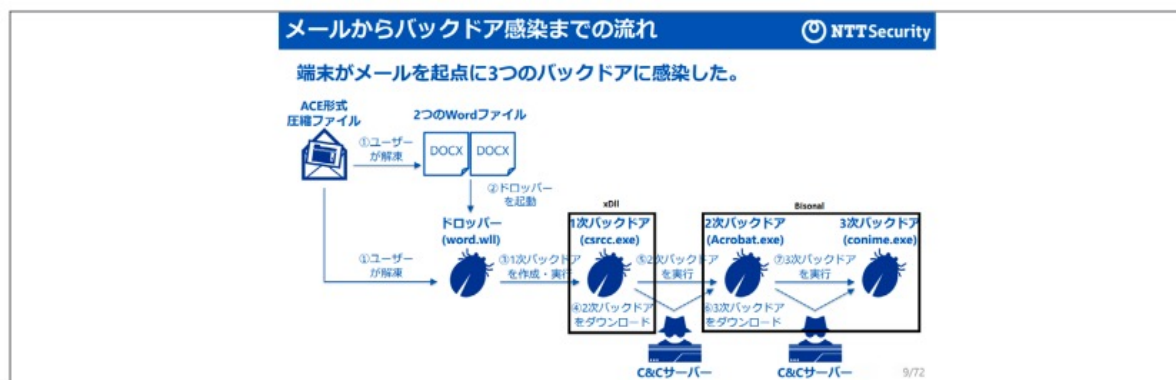 メールからバックドア感染までの流れ
NTT Security
端末がメールを起点に3つのバックドアに感染した。
ACE形式
圧縮ファイル
2つのWordファイル
①ユーザー
が解凍
DOCX
DOCX
②ドロッパー
を起動
ドロッパー
(word.wll)
xDll
1次バックドア
(csrcc.exe)
Bisonal
2次バックドア
(Acrobat.exe)
3次バックドア
(conime.exe)
①ユーザー
が解凍
③1次バックドア
を作成・実行
⑤2次バックドア
を実行
⑦3次バックドア
を実行
④2次バックドア
をダウンロード
⑥3次バックドア
をダウンロード
C&Cサーバー
C&Cサーバー
9/72